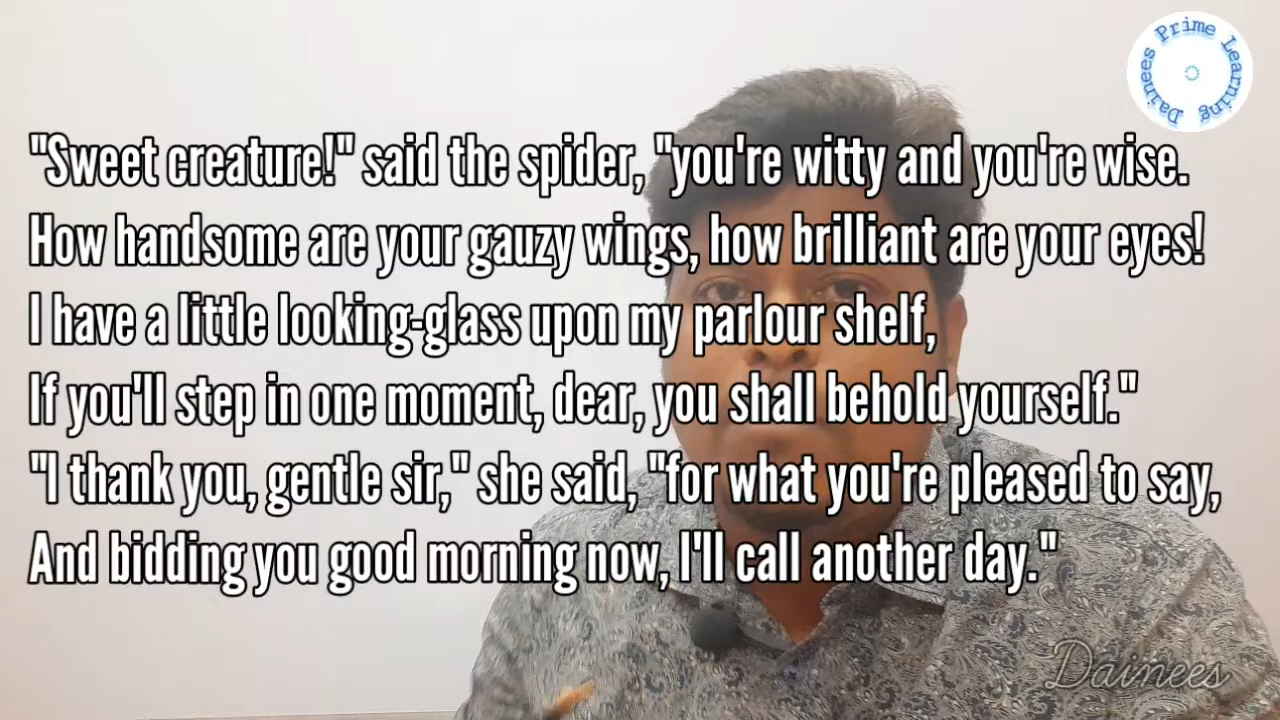 Dainees Prime Learning
"Sweet creature!" said the spider, "you're witty and you're wise.
How handsome are your gauzy wings, how brilliant are your eyes!
I have a little looking-glass upon my parlour shelf,
If you'll step in one moment, dear, you shall behold yourself."
"I thank you, gentle sir," she said, "for what you're pleased to say,
And bidding you good morning now, I'll call another day."
Dainees